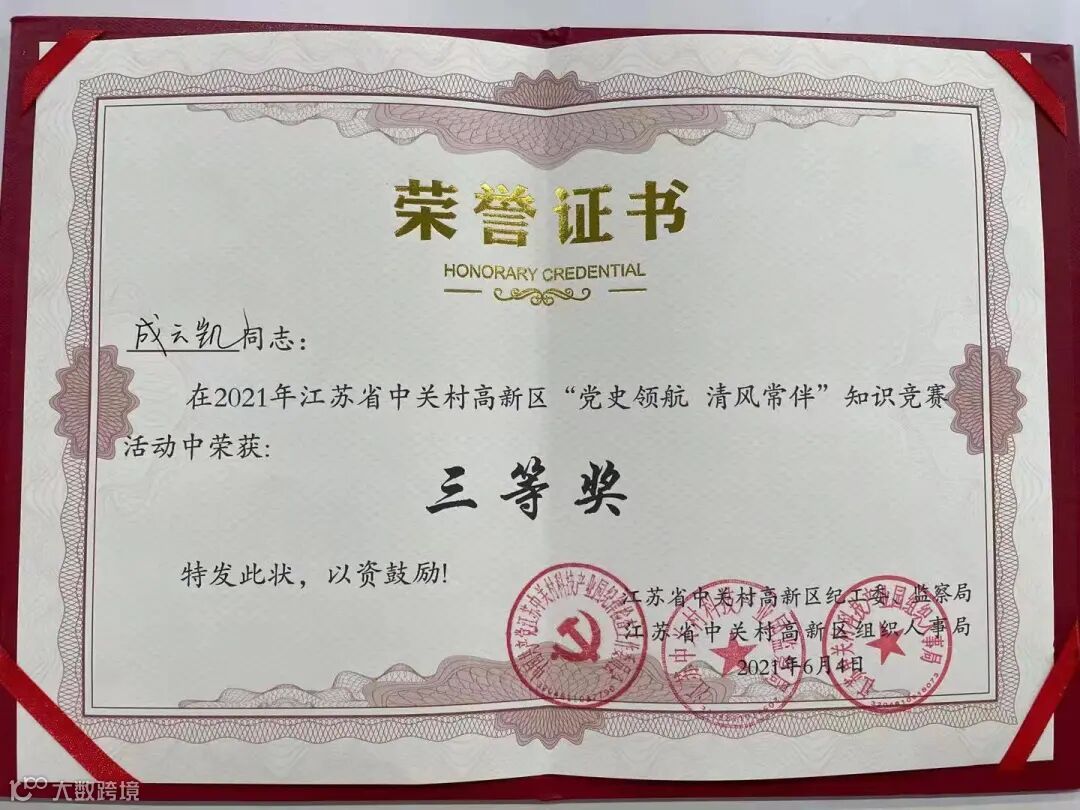 荣誉证书
HONORARY CREDENTIAL
成云凯同志：
在2021年江苏省中关村高新区“党史领航 清风常伴”知识竞赛
活动中荣获:
三等奖
特发此状，以资鼓励!
江苏省中关村高新区纪工委、监察局
江苏省中关村高新区组织人事局
2021年6月4日
大数跨境